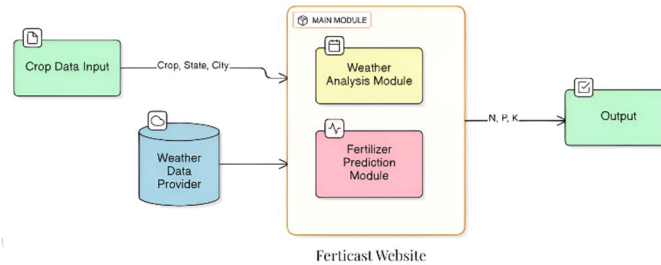 MAIN MODULE
Crop Data Input
Crop, State, City
Weather
Analysis Module
Weather
Data
Provider
Fertilizer
Prediction
Module
N, P, K
Output
Ferticast Website